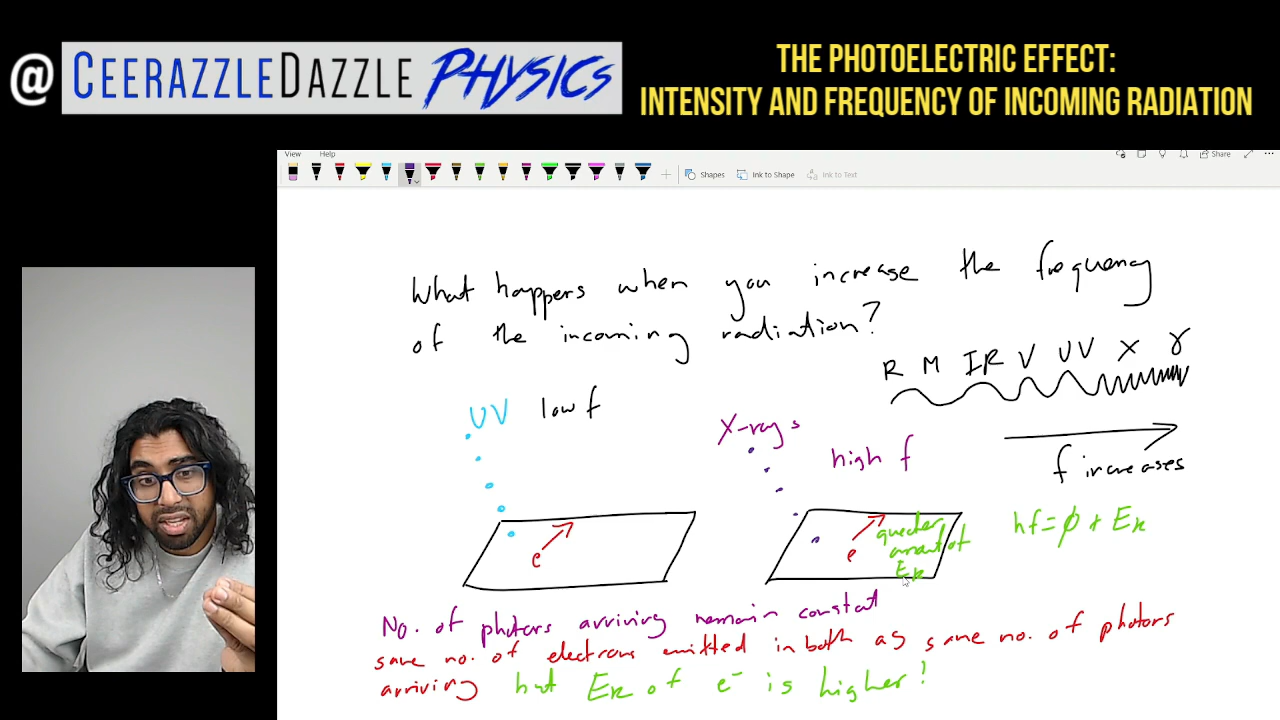 @ CEERAZZLEDAZZLE PHYSICS
THE PHOTOELECTRIC EFFECT:
INTENSITY AND FREQUENCY OF INCOMING RADIATION
View Help
Share
Shapes Ink to Shape Ink to Text
What happens when you increase the frequency
of the incoming radiation?
R M IR V UV X γ
UV low f
X-rays
high f
f increases
e
e
greater
amount of
Ek
hf = φ + Ek
No. of photons arriving remain constant
same no. of electrons emitted in both as same no. of photons
arriving but Ek of e⁻ is higher!